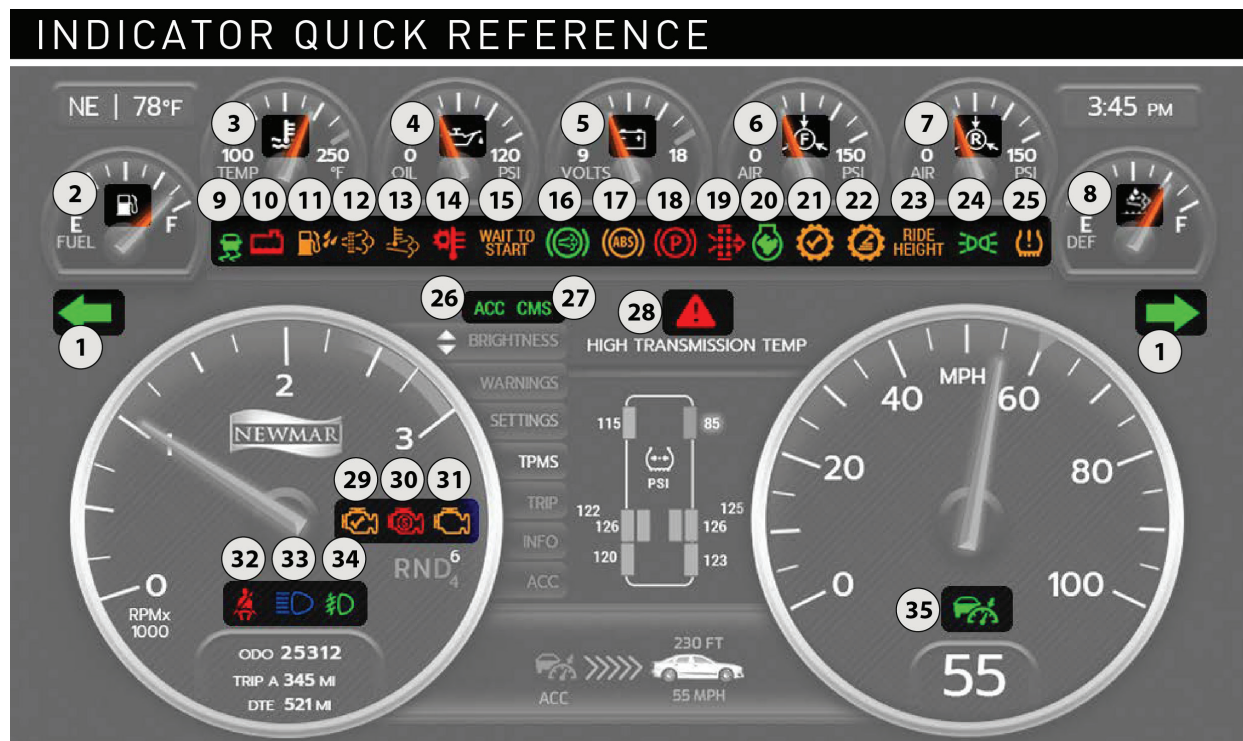 INDICATOR QUICK REFERENCE
NE | 78°F
3:45 PM
3
4
5
6
7
100
250
TEMP
°F
0
120
OIL
PSI
9
18
VOLTS
0
F
150
AIR
PSI
0
R
150
AIR
PSI
2
E
F
FUEL
8
E
F
DEF
9
10
11
12
13
14
15
16
17
18
19
20
21
22
23
24
25
WAIT TO
START
ABS
P
RIDE
HEIGHT
1
1
26
ACC CMS
27
28
HIGH TRANSMISSION TEMP
BRIGHTNESS
WARNINGS
SETTINGS
TPMS
TRIP
INFO
ACC
115
85
PSI
122
125
126
126
120
123
0
1
2
3
NEWMAR
29
30
31
S
RND
6
4
32
33
34
RPMx
1000
ODO 25312
TRIP A 345 MI
DTE 521 MI
230 FT
ACC
55 MPH
MPH
0
20
40
60
80
100
35
55